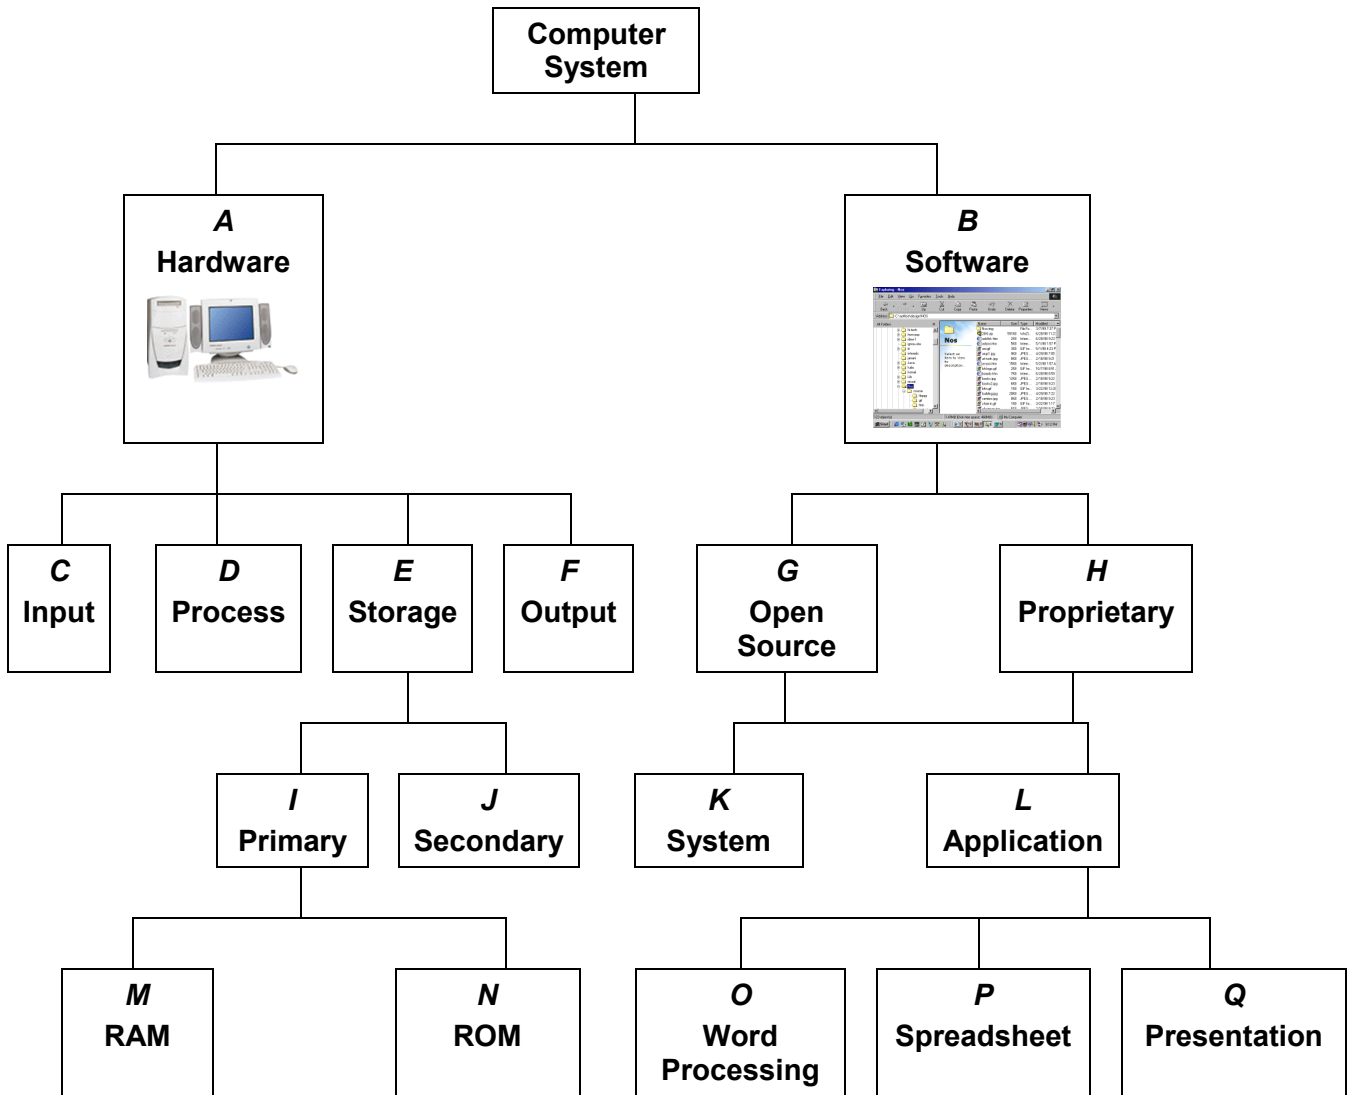 Computer
System
A
Hardware
B
Software
Nos
C
Input
D
Process
E
Storage
F
Output
G
Open
Source
H
Proprietary
I
Primary
J
Secondary
K
System
L
Application
M
RAM
N
ROM
O
Word
Processing
P
Spreadsheet
Q
Presentation